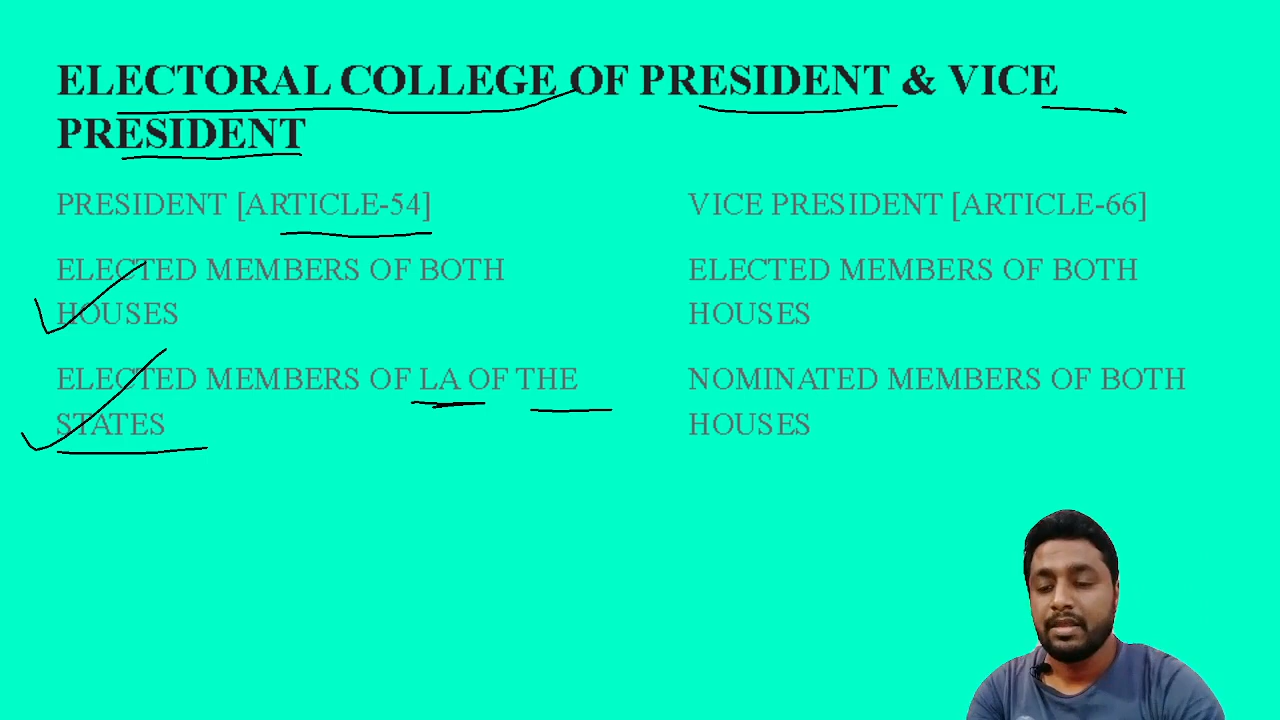 ELECTORAL COLLEGE OF PRESIDENT & VICE
PRESIDENT
PRESIDENT [ARTICLE-54]
ELECTED MEMBERS OF BOTH
HOUSES
ELECTED MEMBERS OF LA OF THE
STATES
VICE PRESIDENT [ARTICLE-66]
ELECTED MEMBERS OF BOTH
HOUSES
NOMINATED MEMBERS OF BOTH
HOUSES